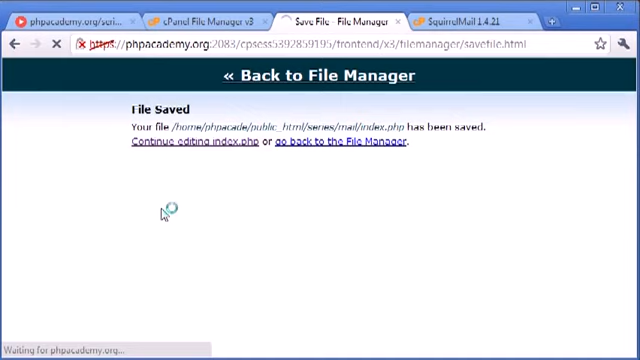 phpacademy.org/seri...
cPanel File Manager v3
Save File - File Manager
SquirrelMail 1.4.21
https://phpacademy.org:2083/cpsess5392859195/frontend/x3/filemanager/savefile.html
« Back to File Manager
File Saved
Your file /home/phpacade/public_html/series/mail/index.php has been saved.
Continue editing index.php or go back to the File Manager.
Waiting for phpacademy.org...